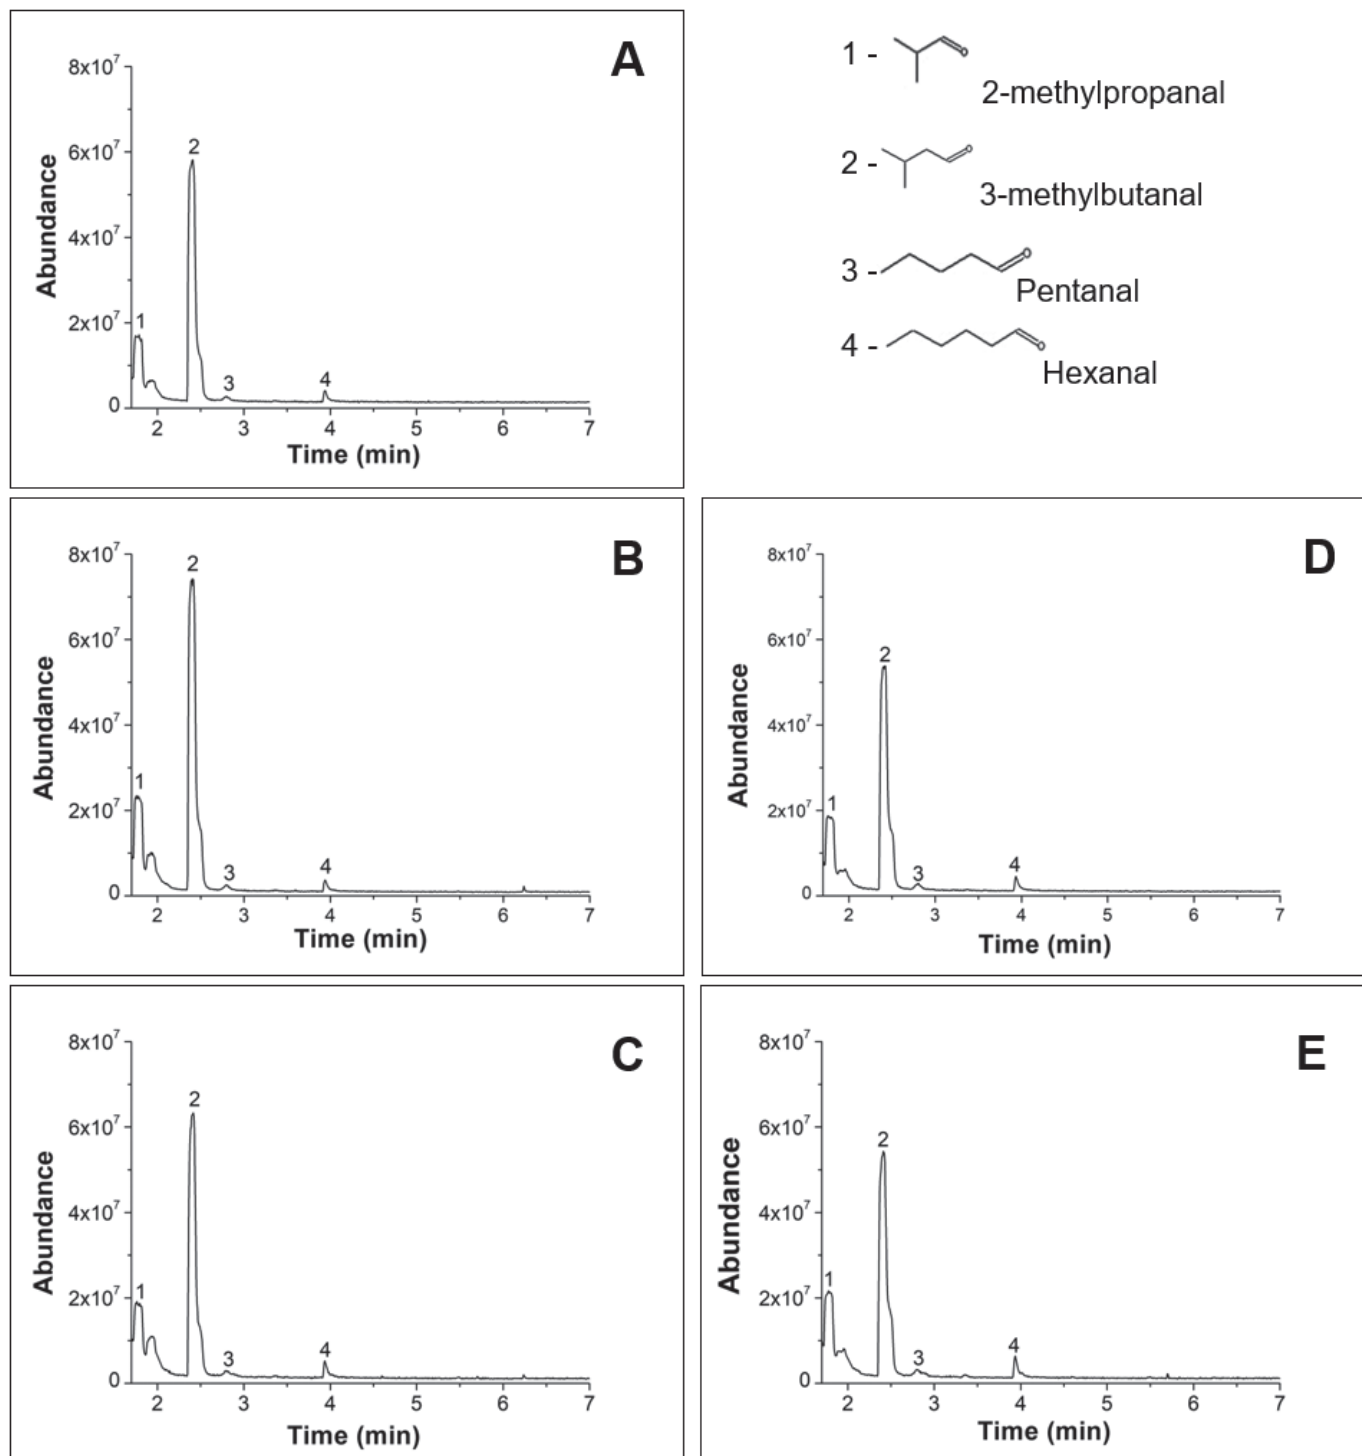 A
8x10⁷
6x10⁷
4x10⁷
2x10⁷
0
Abundance
1
2
3
4
2 3 4 5 6 7
Time (min)
1 - O
2-methylpropanal
2 - O
3-methylbutanal
3 - O
Pentanal
4 - O
Hexanal
B
8x10⁷
6x10⁷
4x10⁷
2x10⁷
0
Abundance
1
2
3
4
2 3 4 5 6 7
Time (min)
D
8x10⁷
6x10⁷
4x10⁷
2x10⁷
0
Abundance
1
2
3
4
2 3 4 5 6 7
Time (min)
C
8x10⁷
6x10⁷
4x10⁷
2x10⁷
0
Abundance
1
2
3
4
2 3 4 5 6 7
Time (min)
E
8x10⁷
6x10⁷
4x10⁷
2x10⁷
0
Abundance
1
2
3
4
2 3 4 5 6 7
Time (min)